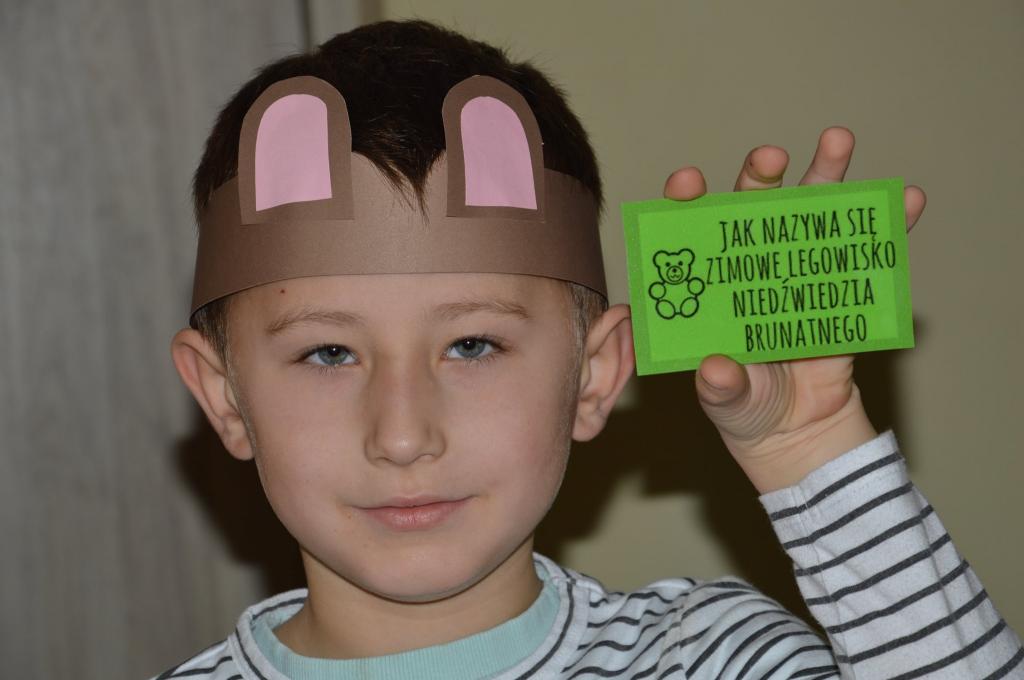 JAK NAZYWA SIĘ
ZIMOWE LEGOWISKO
NIEDŹWIEDZIA
BRUNATNEGO